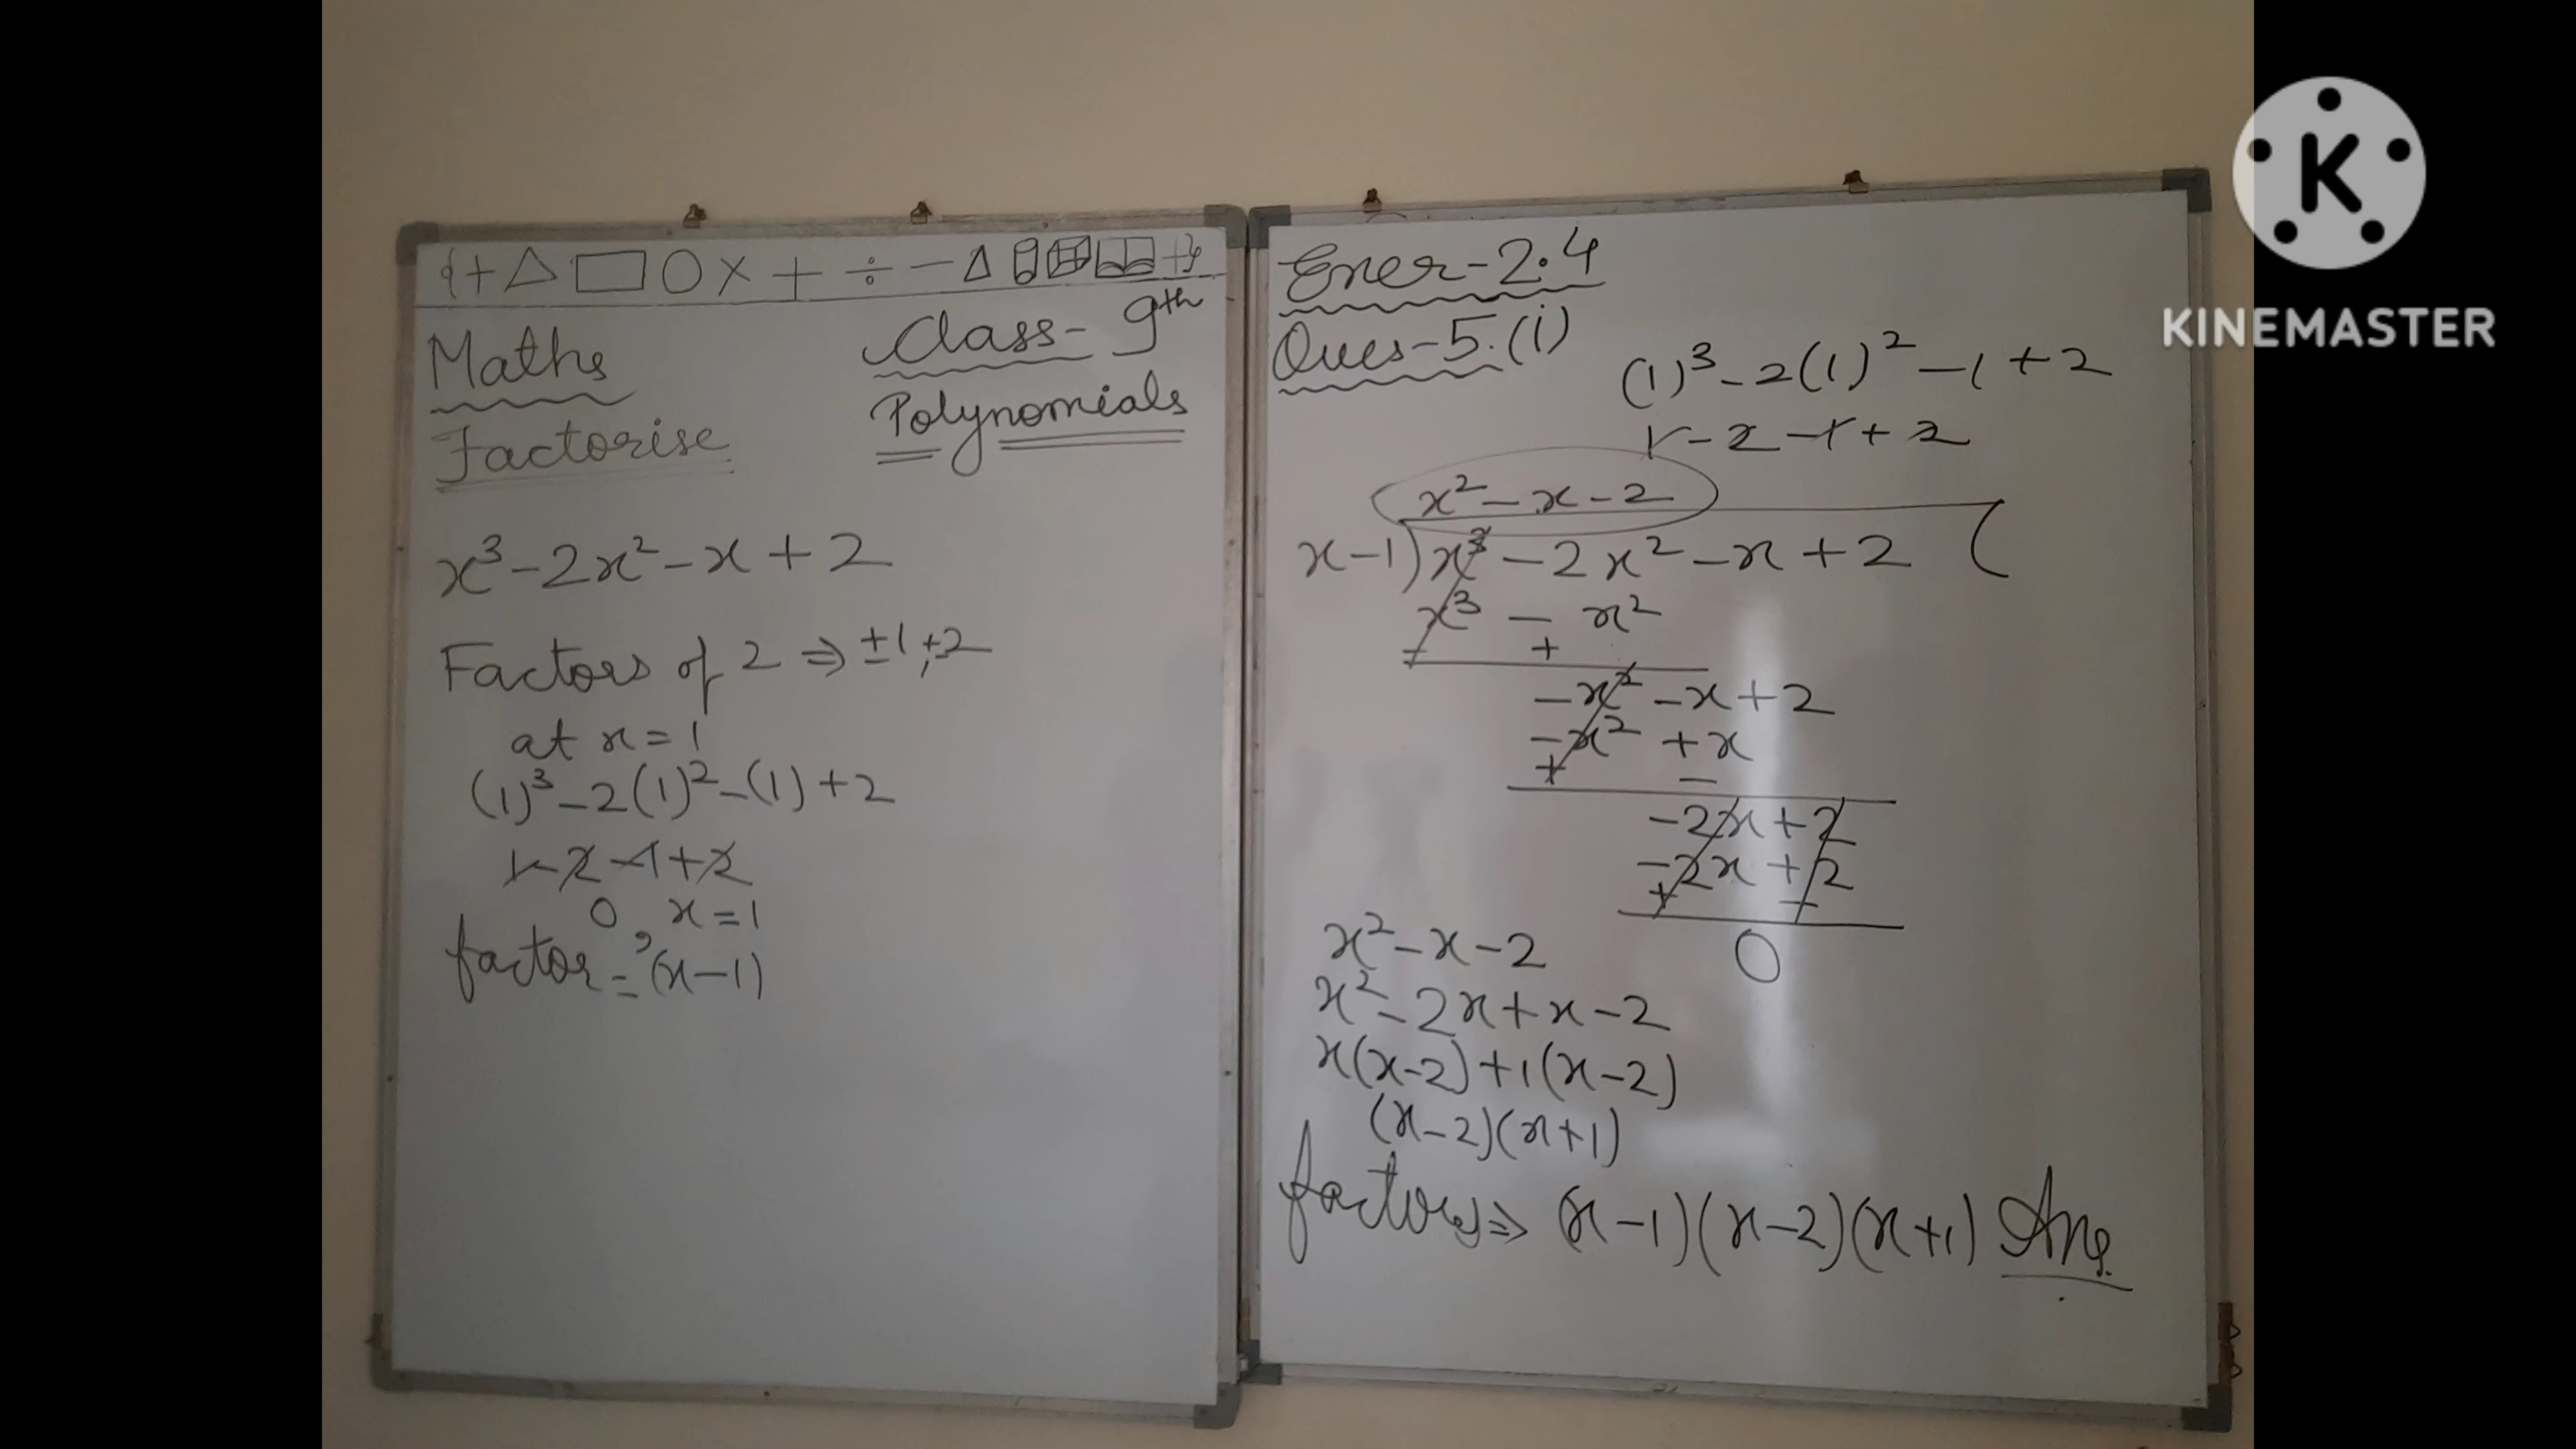 {+ △ ▭ ○ × + ÷ − △ +}
Maths
Class- 9th
Polynomials
Factorise
x³-2x²-x+2
Factors of 2 ⇒ ±1, ±2
at x=1
(1)³-2(1)²-(1)+2
1-2-1+2
0, x=1
factor = (x-1)
Exer-2.4
Ques-5.(i)
(1)³-2(1)²-1+2
1-2-1+2
x²-x-2
x-1)x³-2x²-x+2(
x³ - x²
- +
-x²-x+2
-x²+x
+ -
-2x+2
-2x+2
+ -
0
x²-x-2
x²-2x+x-2
x(x-2)+1(x-2)
(x-2)(x+1)
factors⇒ (x-1)(x-2)(x+1) Ans.
K
KINEMASTER